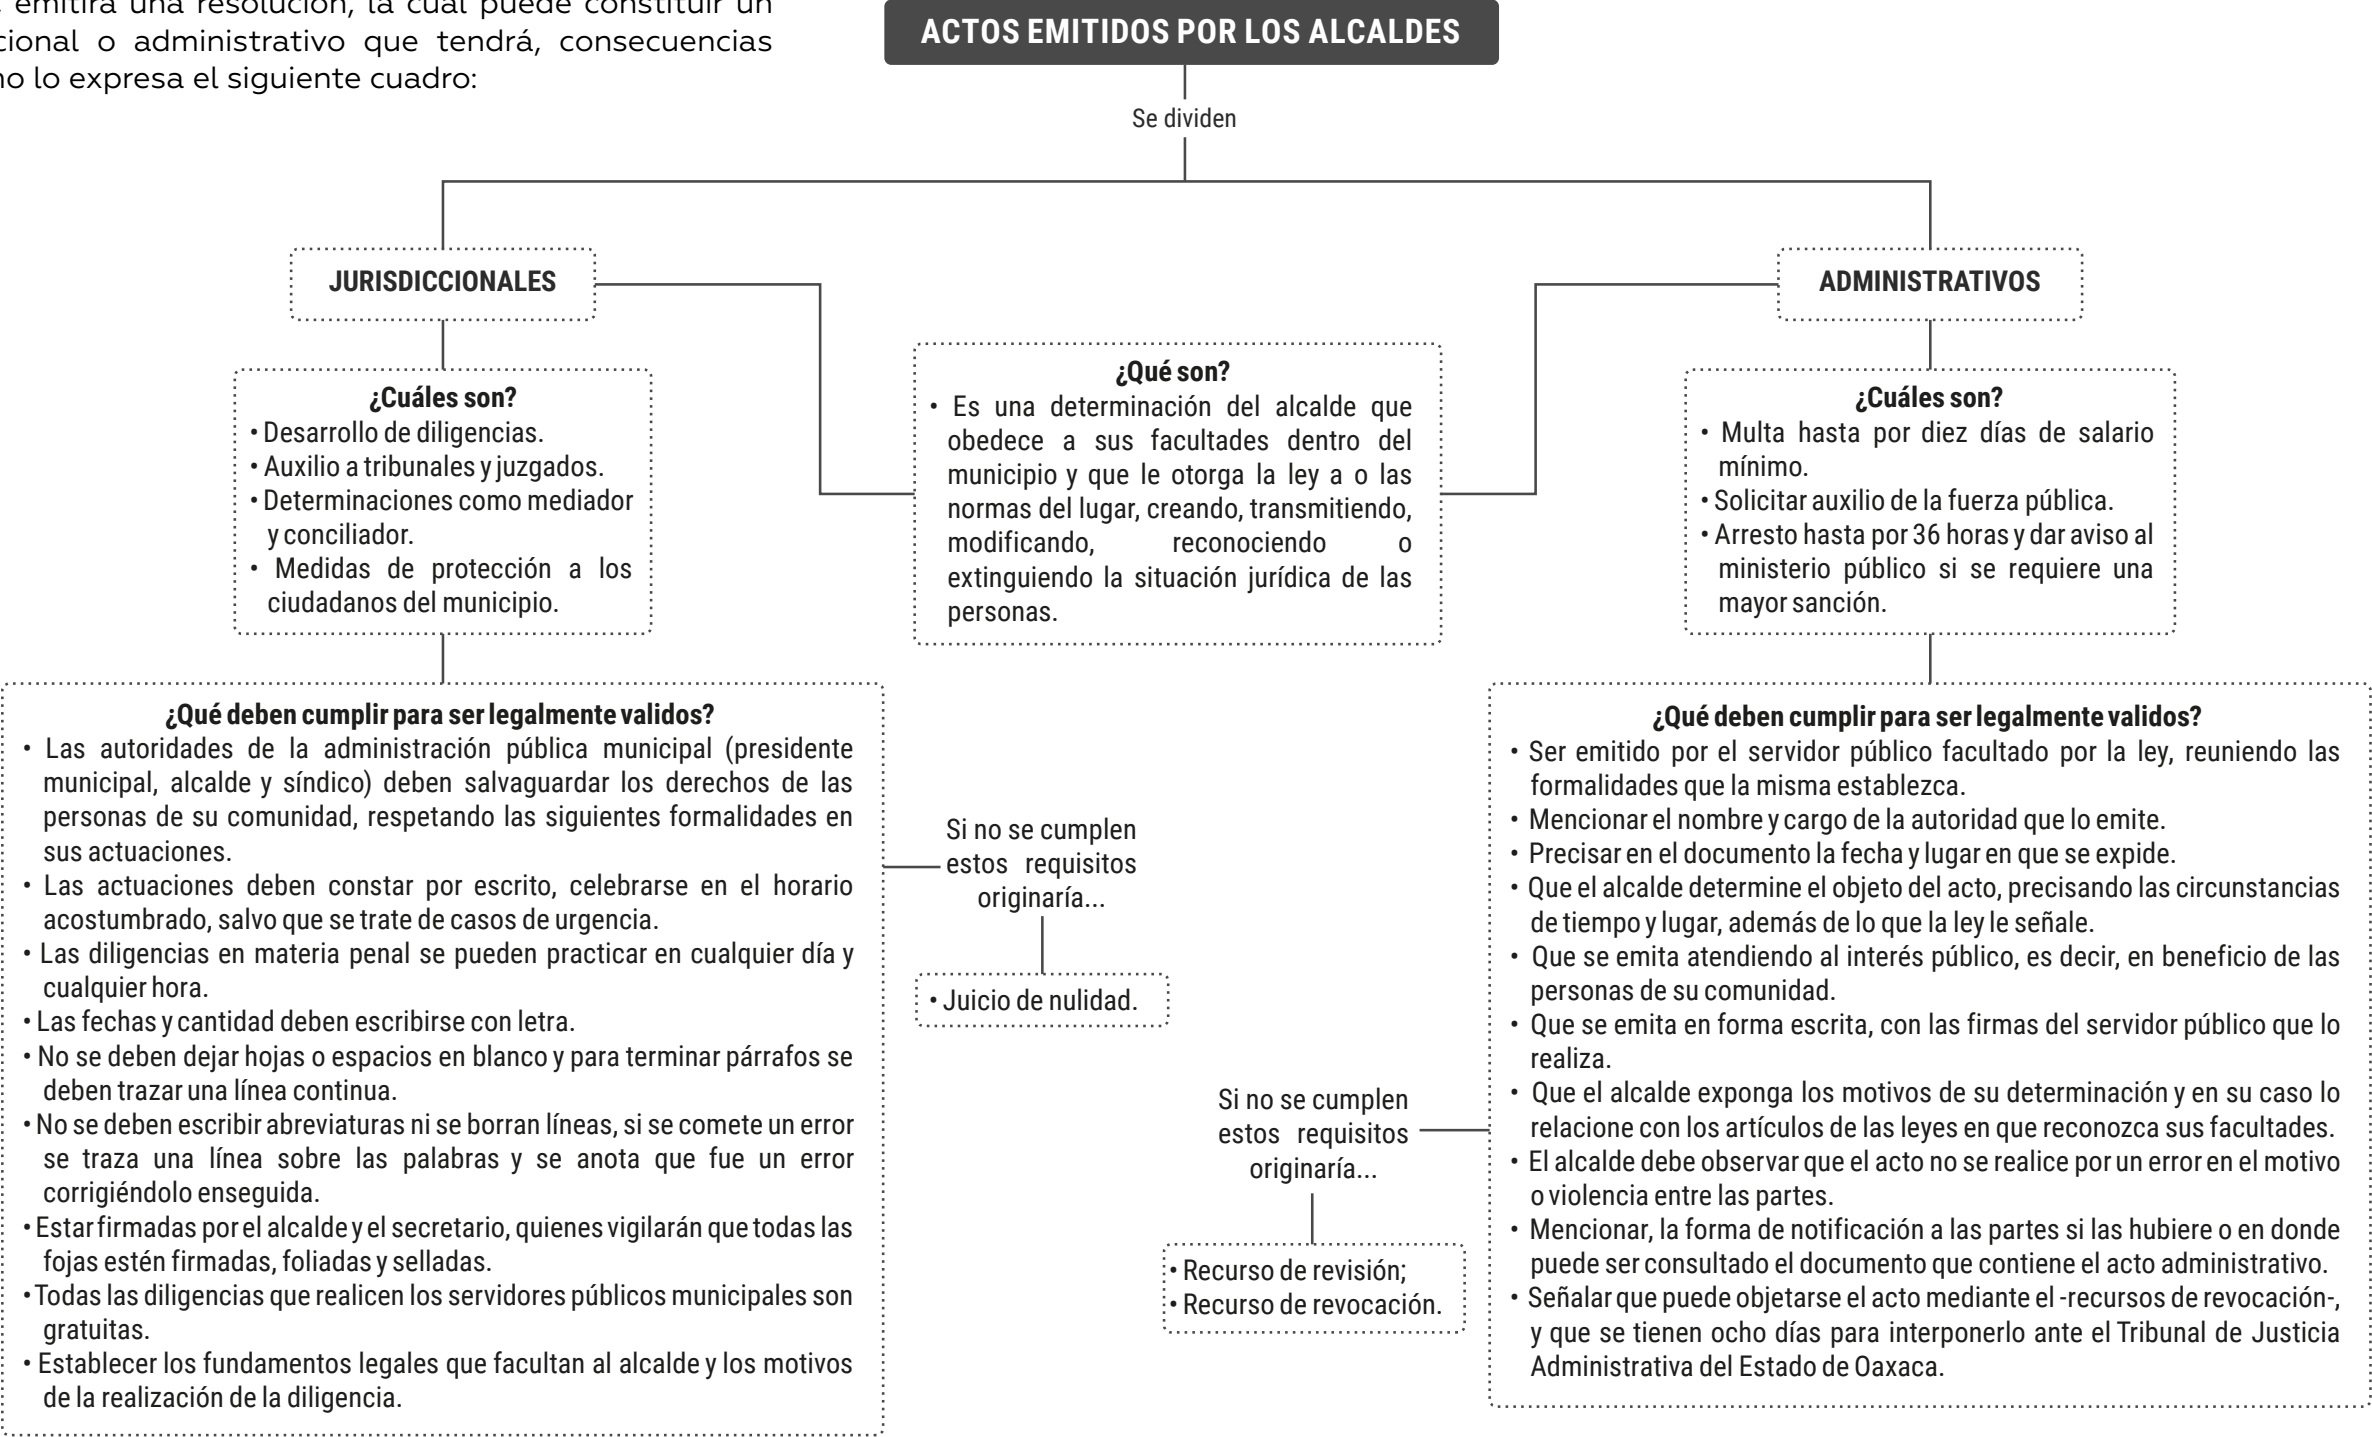 emitirá una resolución, la cual puede constituir un
cional o administrativo que tendrá, consecuencias
no lo expresa el siguiente cuadro:
ACTOS EMITIDOS POR LOS ALCALDES
Se dividen
JURISDICCIONALES
ADMINISTRATIVOS
¿Cuáles son?
• Desarrollo de diligencias.
• Auxilio a tribunales y juzgados.
• Determinaciones como mediador
y conciliador.
• Medidas de protección a los
ciudadanos del municipio.
¿Qué son?
• Es una determinación del alcalde que
obedece a sus facultades dentro del
municipio y que le otorga la ley a o las
normas del lugar, creando, transmitiendo,
modificando, reconociendo o
extinguiendo la situación jurídica de las
personas.
¿Cuáles son?
• Multa hasta por diez días de salario
mínimo.
• Solicitar auxilio de la fuerza pública.
• Arresto hasta por 36 horas y dar aviso al
ministerio público si se requiere una
mayor sanción.
¿Qué deben cumplir para ser legalmente validos?
• Las autoridades de la administración pública municipal (presidente
municipal, alcalde y síndico) deben salvaguardar los derechos de las
personas de su comunidad, respetando las siguientes formalidades en
sus actuaciones.
• Las actuaciones deben constar por escrito, celebrarse en el horario
acostumbrado, salvo que se trate de casos de urgencia.
• Las diligencias en materia penal se pueden practicar en cualquier día y
cualquier hora.
• Las fechas y cantidad deben escribirse con letra.
• No se deben dejar hojas o espacios en blanco y para terminar párrafos se
deben trazar una línea continua.
• No se deben escribir abreviaturas ni se borran líneas, si se comete un error
se traza una línea sobre las palabras y se anota que fue un error
corrigiéndolo enseguida.
• Estar firmadas por el alcalde y el secretario, quienes vigilarán que todas las
fojas estén firmadas, foliadas y selladas.
• Todas las diligencias que realicen los servidores públicos municipales son
gratuitas.
• Establecer los fundamentos legales que facultan al alcalde y los motivos
de la realización de la diligencia.
Si no se cumplen
estos requisitos
originaría...
• Juicio de nulidad.
Si no se cumplen
estos requisitos
originaría...
• Recurso de revisión;
• Recurso de revocación.
¿Qué deben cumplir para ser legalmente validos?
• Ser emitido por el servidor público facultado por la ley, reuniendo las
formalidades que la misma establezca.
• Mencionar el nombre y cargo de la autoridad que lo emite.
• Precisar en el documento la fecha y lugar en que se expide.
• Que el alcalde determine el objeto del acto, precisando las circunstancias
de tiempo y lugar, además de lo que la ley le señale.
• Que se emita atendiendo al interés público, es decir, en beneficio de las
personas de su comunidad.
• Que se emita en forma escrita, con las firmas del servidor público que lo
realiza.
• Que el alcalde exponga los motivos de su determinación y en su caso lo
relacione con los artículos de las leyes en que reconozca sus facultades.
• El alcalde debe observar que el acto no se realice por un error en el motivo
o violencia entre las partes.
• Mencionar, la forma de notificación a las partes si las hubiere o en donde
puede ser consultado el documento que contiene el acto administrativo.
• Señalar que puede objetarse el acto mediante el -recursos de revocación-,
y que se tienen ocho días para interponerlo ante el Tribunal de Justicia
Administrativa del Estado de Oaxaca.